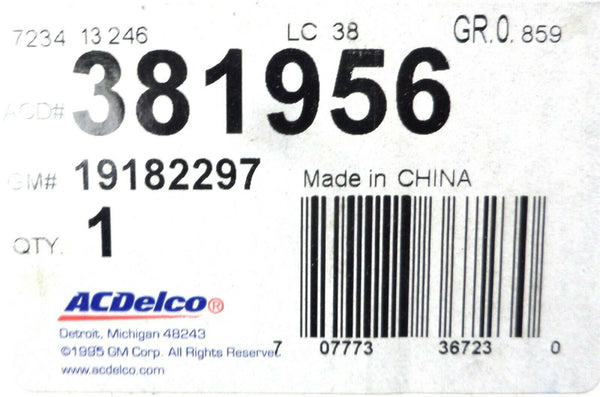 7234 13 246 LC 38 GR.0. 859
ACD# 381956
GM# 19182297 Made in CHINA
QTY. 1
ACDelco®
Detroit, Michigan 48243
©1995 GM Corp. All Rights Reserve
www.acdelco.com
7 07773 36723 0